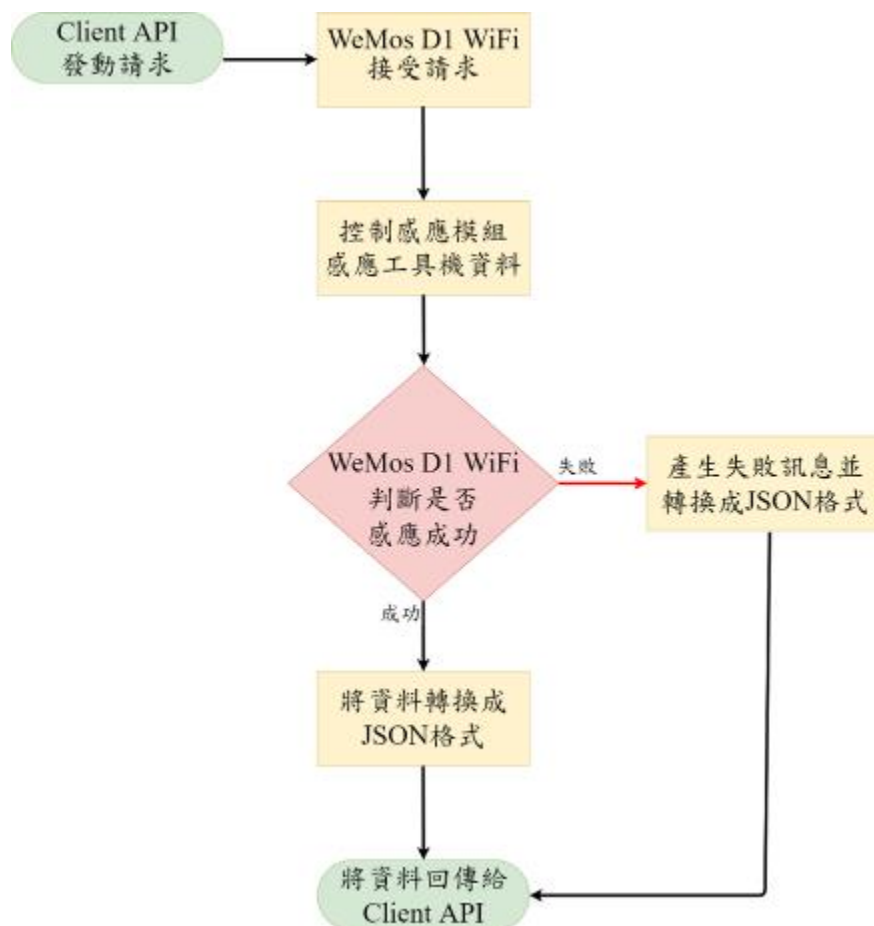 Client API
發動請求
WeMos D1 WiFi
接受請求
控制感應模組
感應工具機資料
WeMos D1 WiFi
判斷是否
感應成功
失敗
產生失敗訊息並
轉換成JSON格式
成功
將資料轉換成
JSON格式
將資料回傳給
Client API